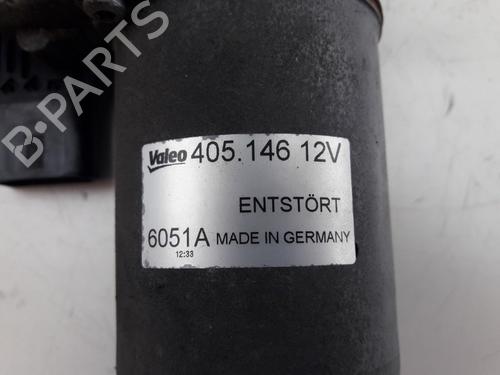 Valeo 405.146 12V
ENTSTÖRT
6051A MADE IN GERMANY
12:33
B-PARTS